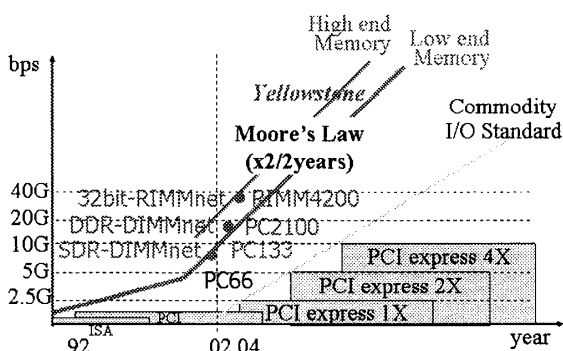 High end
Memory
Low end
Memory
bps
Yellowstone
Commodity
I/O Standard
Moore's Law
(x2/2years)
40G
32bit-RIMMnet
RIMM4200
20G
DDR-DIMMnet
PC2100
10G
SDR-DIMMnet
PC133
PCI express 4X
5G
PC66
PCI express 2X
2.5G
PCI express 1X
PCI
ISA
92
02 04
year